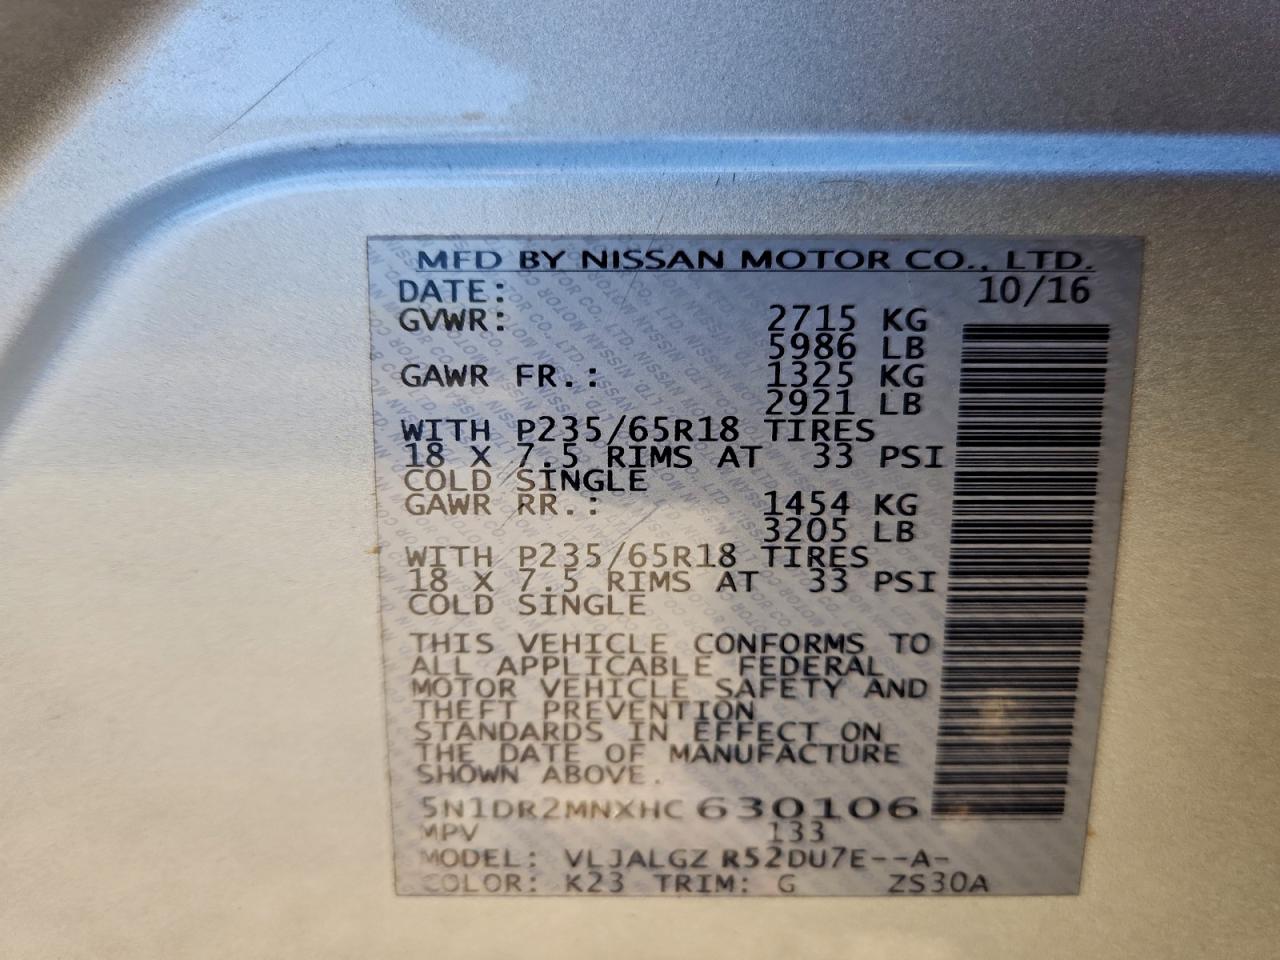 MFD BY NISSAN MOTOR CO., LTD.
DATE: 10/16
GVWR: 2715 KG
5986 LB
GAWR FR.: 1325 KG
2921 LB
WITH P235/65R18 TIRES
18 X 7.5 RIMS AT 33 PSI
COLD SINGLE
GAWR RR.: 1454 KG
3205 LB
WITH P235/65R18 TIRES
18 X 7.5 RIMS AT 33 PSI
COLD SINGLE
THIS VEHICLE CONFORMS TO
ALL APPLICABLE FEDERAL
MOTOR VEHICLE SAFETY AND
THEFT PREVENTION
STANDARDS IN EFFECT ON
THE DATE OF MANUFACTURE
SHOWN ABOVE.
5N1DR2MNXHC630106
MPV 133
MODEL: VLJALGZ R52DU7E--A-
COLOR: K23 TRIM: G ZS30A